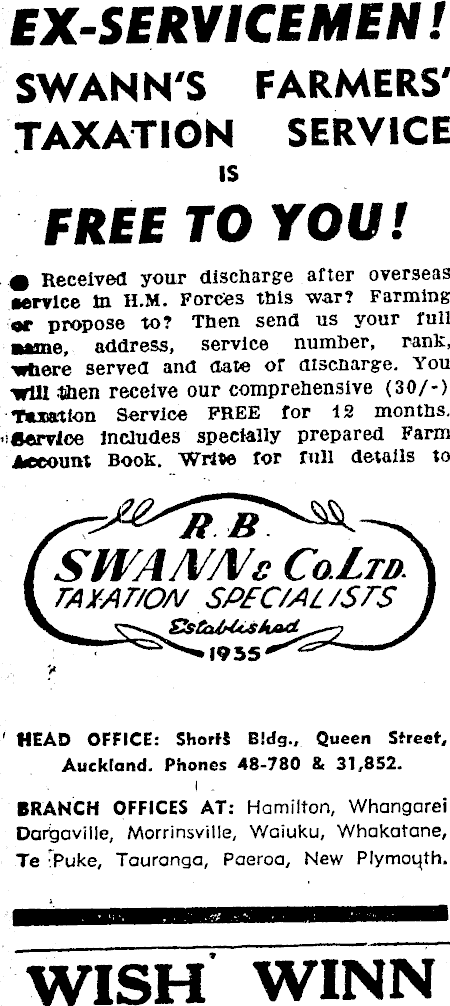 EX-SERVICEMEN!
SWANN'S FARMERS'
TAXATION SERVICE
IS
FREE TO YOU!
● Received your discharge after overseas
service in H.M. Forces this war? Farming
or propose to? Then send us your full
name, address, service number, rank,
where served and date of discharge. You
will then receive our comprehensive (30/-)
Taxation Service FREE for 12 months.
Service includes specially prepared Farm
Account Book. Write for full details to
R. B.
SWANN & Co. LTD.
TAXATION SPECIALISTS
Established
1935
HEAD OFFICE: Shorts Bldg., Queen Street,
Auckland. Phones 48-780 & 31,852.
BRANCH OFFICES AT: Hamilton, Whangarei
Dargaville, Morrinsville, Waiuku, Whakatane,
Te Puke, Tauranga, Paeroa, New Plymouth.
WISH WINN